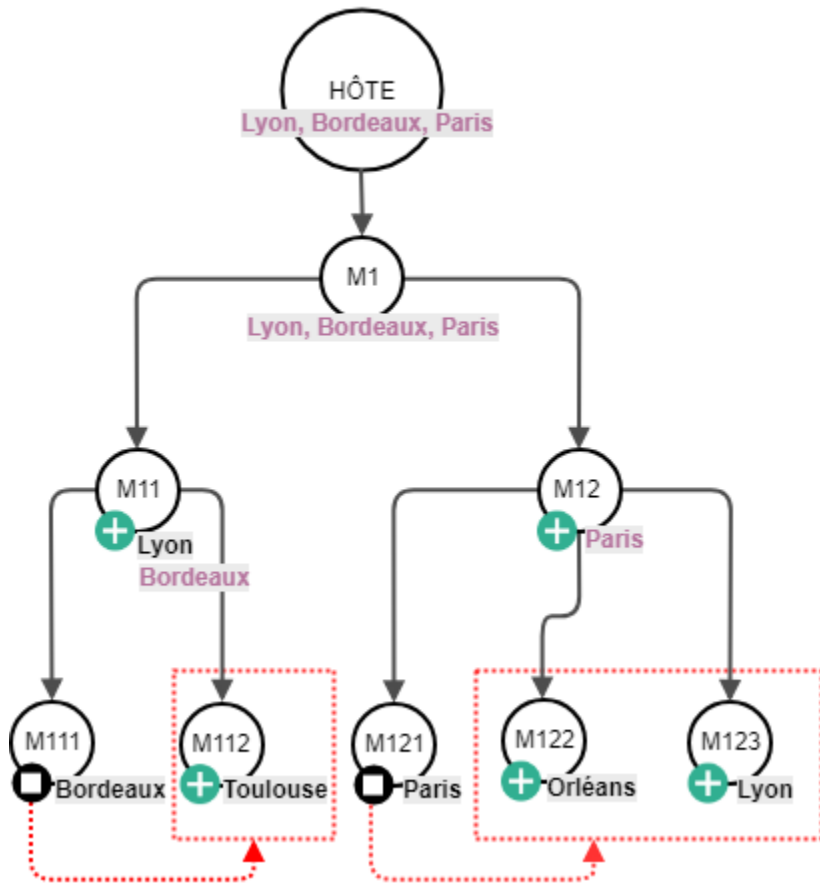 HÔTE
Lyon, Bordeaux, Paris
M1
Lyon, Bordeaux, Paris
M11
Lyon
Bordeaux
M12
Paris
M111
Bordeaux
M112
Toulouse
M121
Paris
M122
Orléans
M123
Lyon